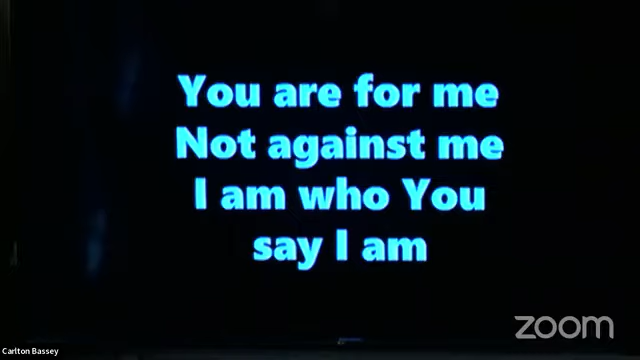 You are for me
Not against me
I am who You
say I am
zoom
Carlton Bassey